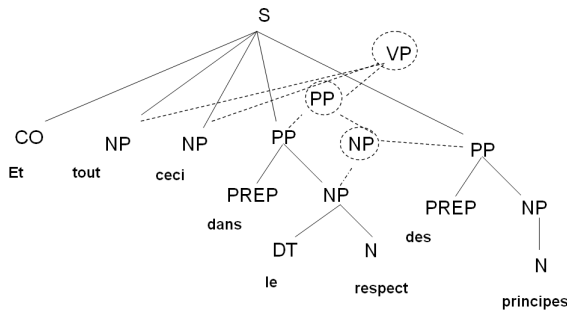 S
VP
PP
CO NP NP PP NP PP
Et tout ceci
PREP NP PREP NP
dans des
DT N N
le respect principes